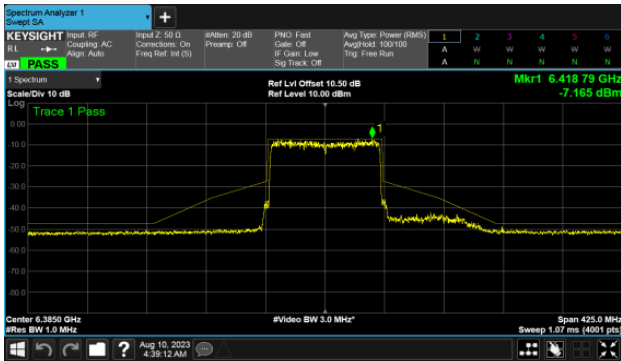 Spectrum Analyzer 1
Swept SA
+
KEYSIGHT
RL
LXI PASS
Input: RF
Coupling: AC
Align: Auto
Input Z: 50 Ω
Corrections: On
Freq Ref: Int (S)
#Atten: 20 dB
Preamp: Off
PNO: Fast
Gate: Off
IF Gain: Low
Sig Track: Off
Avg Type: Power (RMS)
Avg|Hold: 100/100
Trig: Free Run
1 2 3 4 5 6
A W W W W W
A N N N N N
1 Spectrum
Scale/Div 10 dB
Ref Lvl Offset 10.50 dB
Ref Level 10.00 dBm
Mkr1 6.418 79 GHz
-7.165 dBm
Log
Trace 1 Pass
1
0.00
-10.0
-20.0
-30.0
-40.0
-50.0
-60.0
-70.0
-80.0
Center 6.3850 GHz
#Res BW 1.0 MHz
#Video BW 3.0 MHz*
Span 425.0 MHz
Sweep 1.07 ms (4001 pts)
?
Aug 10, 2023
4:39:12 AM